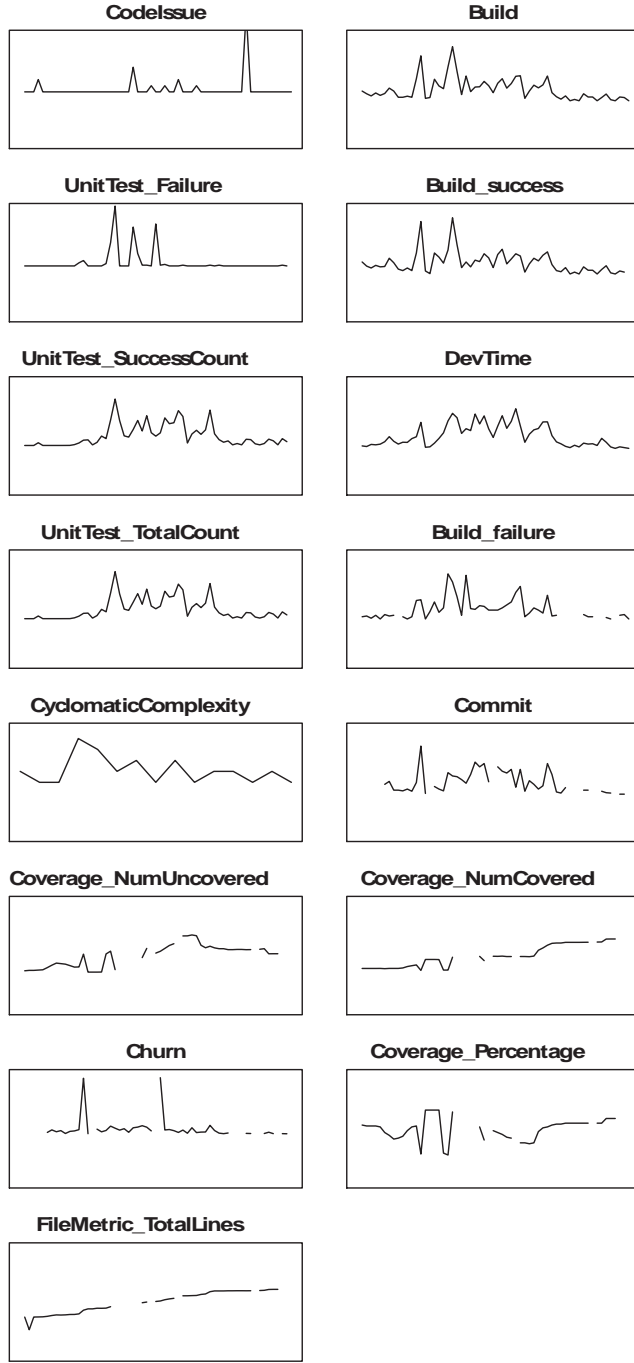 CodeIssue
Build
UnitTest_Failure
Build_success
UnitTest_SuccessCount
DevTime
UnitTest_TotalCount
Build_failure
CyclomaticComplexity
Commit
Coverage_NumUncovered
Coverage_NumCovered
Churn
Coverage_Percentage
FileMetric_TotalLines